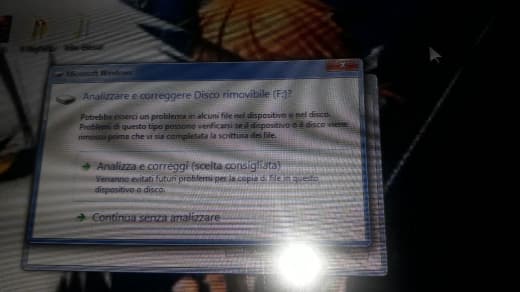 Microsoft Windows
Analizzare e correggere Disco rimovibile (F:)?
Potrebbe esserci un problema in alcuni file nel dispositivo o nel disco.
Problemi di questo tipo possono verificarsi se il dispositivo o il disco viene
rimosso prima che vi sia completata la scrittura dei file.
Analizza e correggi (scelta consigliata)
Verranno evitati futuri problemi per la copia di file in questo
dispositivo o disco.
Continua senza analizzare